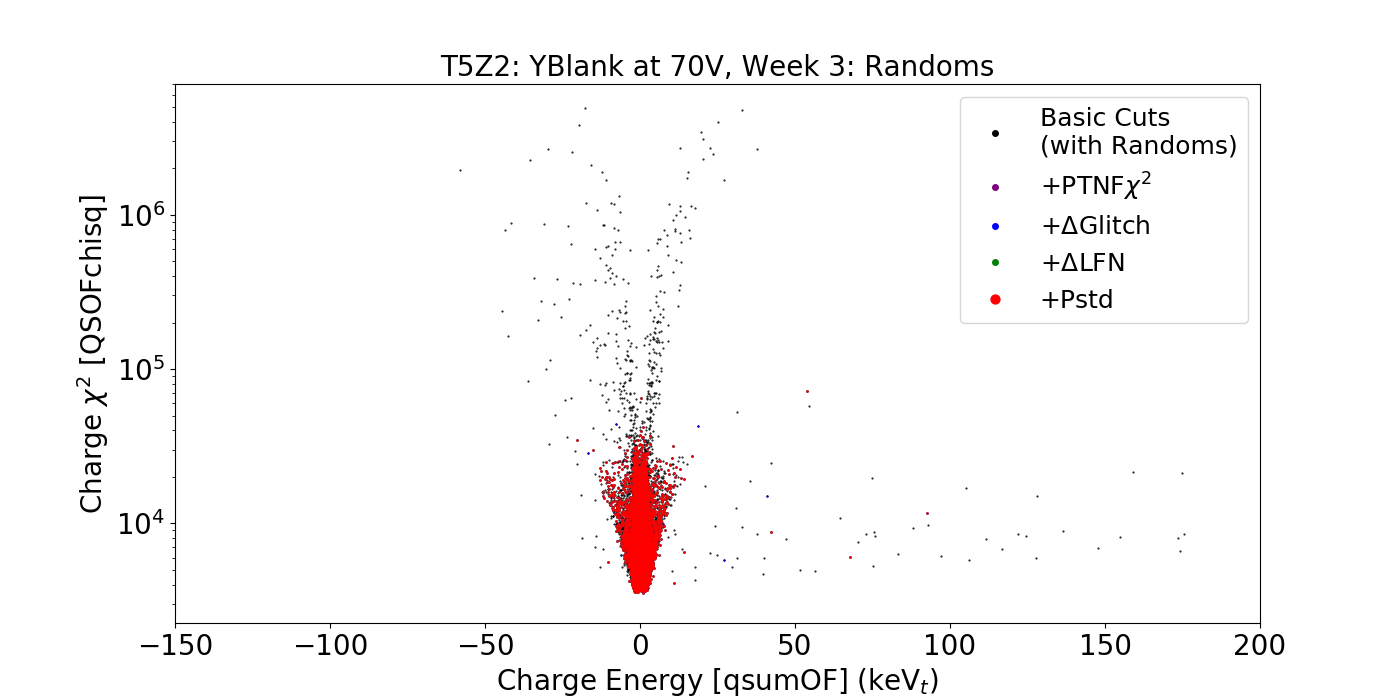 T5Z2: YBlank at 70V, Week 3: Randoms
Charge χ² [QSOFchisq]
10⁶
10⁵
10⁴
Basic Cuts
(with Randoms)
+PTNFχ²
+ΔGlitch
+ΔLFN
+Pstd
−150 −100 −50 0 50 100 150 200
Charge Energy [qsumOF] (keVₜ)